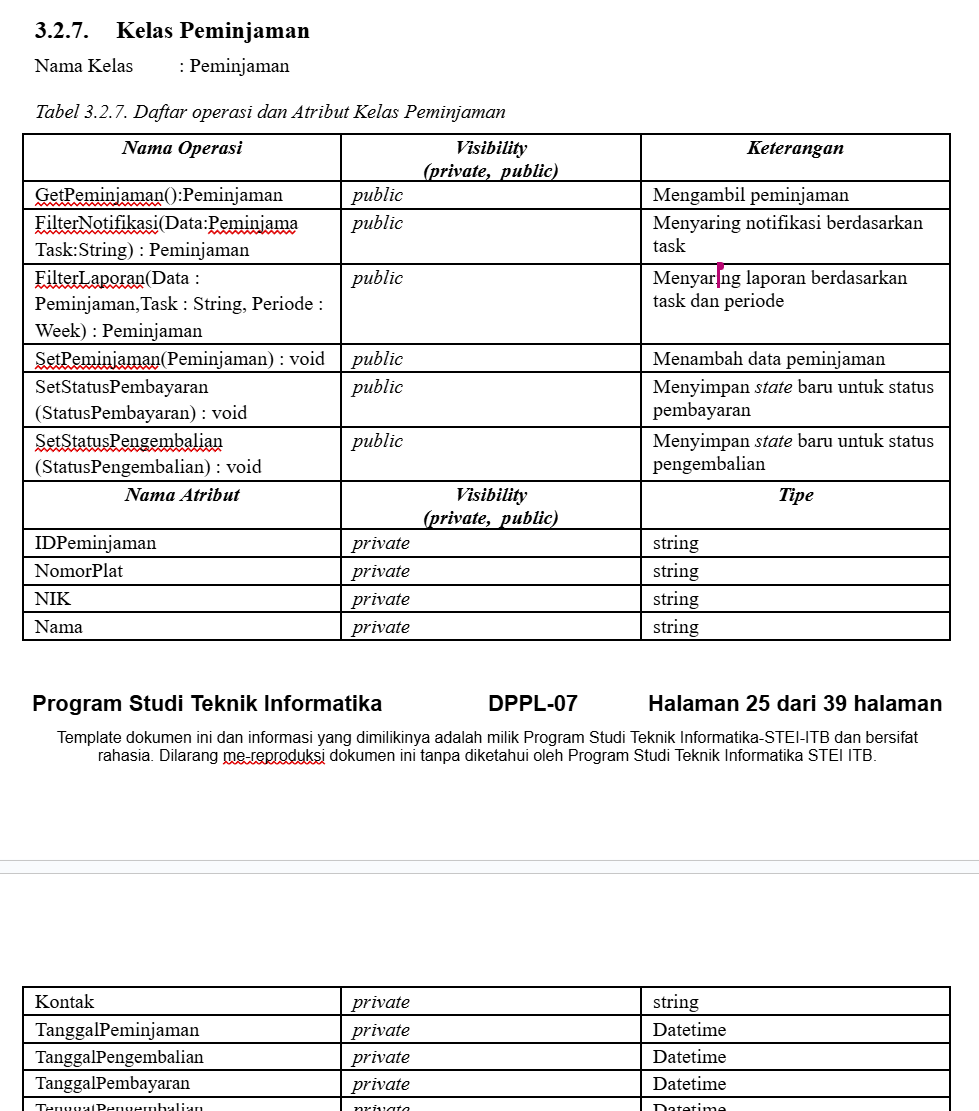 3.2.7. Kelas Peminjaman
Nama Kelas : Peminjaman
Tabel 3.2.7. Daftar operasi dan Atribut Kelas Peminjaman
Nama Operasi Visibility Keterangan
(private, public)
GetPeminjaman():Peminjaman public Mengambil peminjaman
FilterNotifikasi(Data:Peminjama public Menyaring notifikasi berdasarkan
Task:String) : Peminjaman task
FilterLaporan(Data : public Menyaring laporan berdasarkan
Peminjaman,Task : String, Periode : task dan periode
Week) : Peminjaman
SetPeminjaman(Peminjaman) : void public Menambah data peminjaman
SetStatusPembayaran public Menyimpan state baru untuk status
(StatusPembayaran) : void pembayaran
SetStatusPengembalian public Menyimpan state baru untuk status
(StatusPengembalian) : void pengembalian
Nama Atribut Visibility Tipe
(private, public)
IDPeminjaman private string
NomorPlat private string
NIK private string
Nama private string
Program Studi Teknik Informatika DPPL-07 Halaman 25 dari 39 halaman
Template dokumen ini dan informasi yang dimilikinya adalah milik Program Studi Teknik Informatika-STEI-ITB dan bersifat
rahasia. Dilarang me-reproduksi dokumen ini tanpa diketahui oleh Program Studi Teknik Informatika STEI ITB.
Kontak private string
TanggalPeminjaman private Datetime
TanggalPengembalian private Datetime
TanggalPembayaran private Datetime
TenggatPengembalian private Datetime